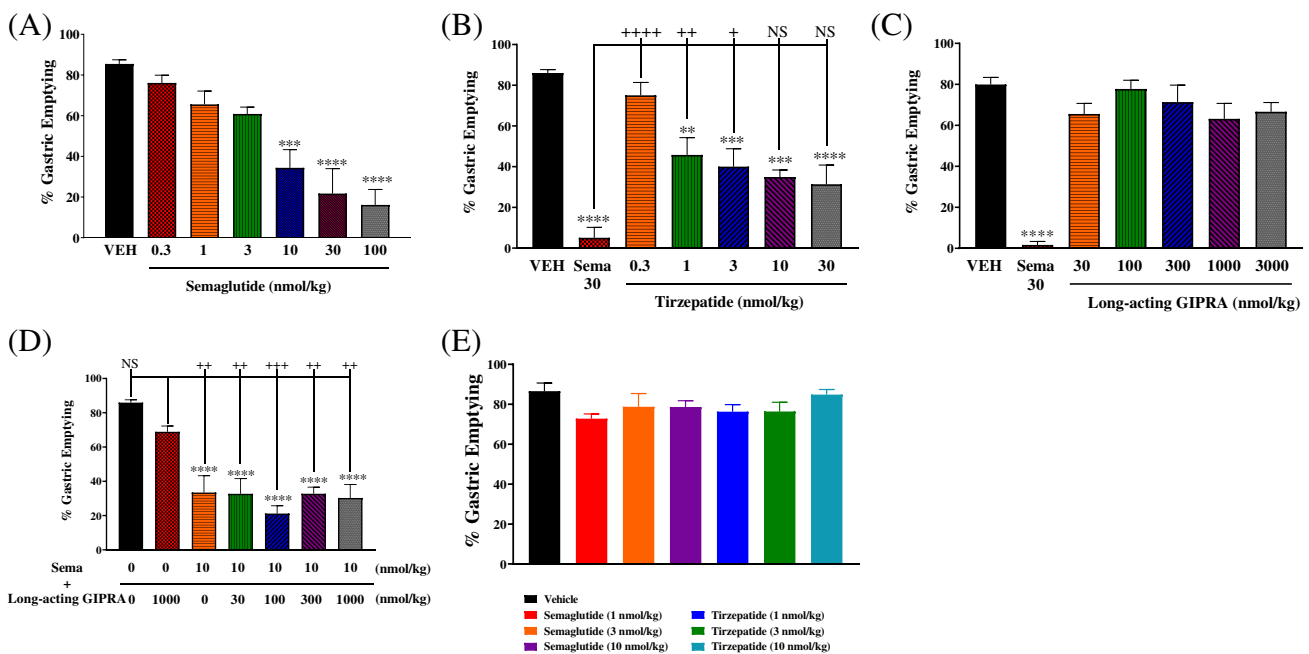 (A)
100
80
60
40
20
0
% Gastric Emptying
***
****
****
VEH 0.3 1 3 10 30 100
Semaglutide (nmol/kg)
(B)
++++ ++ + NS NS
100
80
60
40
20
0
% Gastric Emptying
****
**
***
***
****
VEH Sema 30 0.3 1 3 10 30
Tirzepatide (nmol/kg)
(C)
100
80
60
40
20
0
% Gastric Emptying
****
VEH Sema 30 30 100 300 1000 3000
Long-acting GIPRA (nmol/kg)
(D)
NS ++ ++ +++ ++ ++
100
80
60
40
20
0
% Gastric Emptying
****
****
****
****
****
Sema 0 0 10 10 10 10 10 (nmol/kg)
+
Long-acting GIPRA 0 1000 0 30 100 300 1000 (nmol/kg)
(E)
100
80
60
40
20
0
% Gastric Emptying
Vehicle
Semaglutide (1 nmol/kg) Tirzepatide (1 nmol/kg)
Semaglutide (3 nmol/kg) Tirzepatide (3 nmol/kg)
Semaglutide (10 nmol/kg) Tirzepatide (10 nmol/kg)